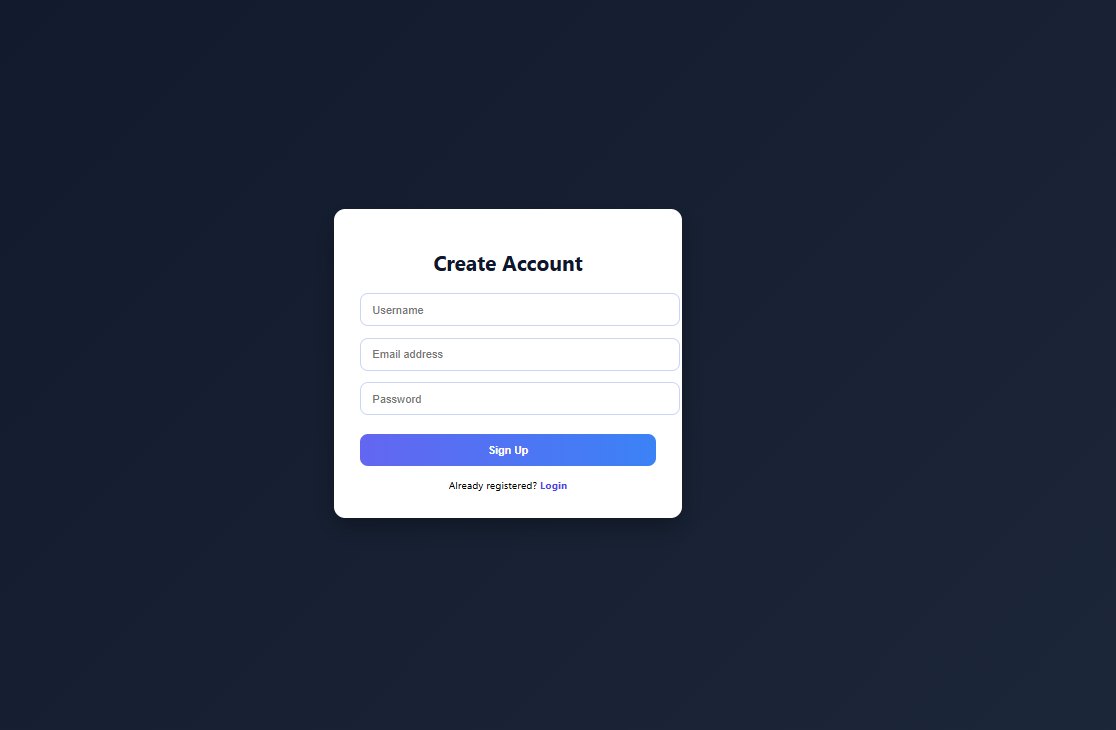 Create Account
Username
Email address
Password
Sign Up
Already registered? Login